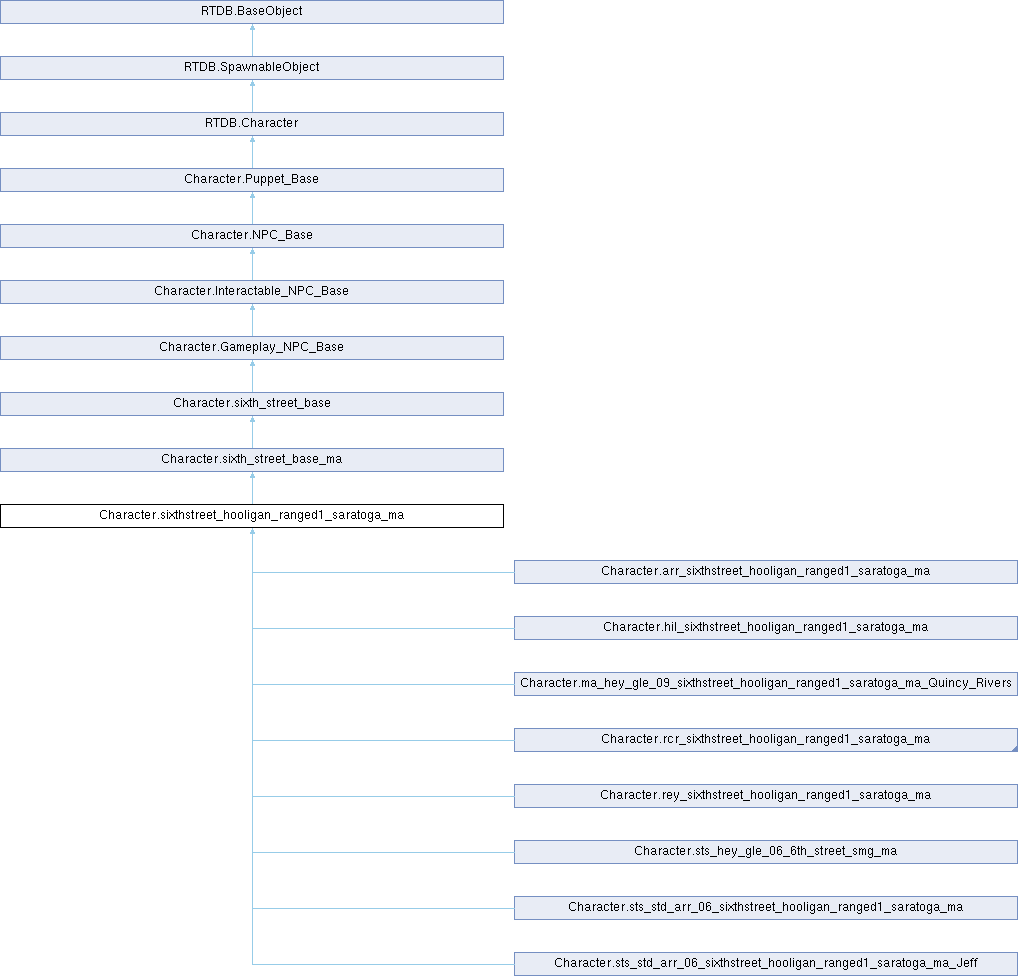 RTDB.BaseObject
RTDB.SpawnableObject
RTDB.Character
Character.Puppet_Base
Character.NPC_Base
Character.Interactable_NPC_Base
Character.Gameplay_NPC_Base
Character.sixth_street_base
Character.sixth_street_base_ma
Character.sixthstreet_hooligan_ranged1_saratoga_ma
Character.arr_sixthstreet_hooligan_ranged1_saratoga_ma
Character.hil_sixthstreet_hooligan_ranged1_saratoga_ma
Character.ma_hey_gle_09_sixthstreet_hooligan_ranged1_saratoga_ma_Quincy_Rivers
Character.rcr_sixthstreet_hooligan_ranged1_saratoga_ma
Character.rey_sixthstreet_hooligan_ranged1_saratoga_ma
Character.sts_hey_gle_06_6th_street_smg_ma
Character.sts_std_arr_06_sixthstreet_hooligan_ranged1_saratoga_ma
Character.sts_std_arr_06_sixthstreet_hooligan_ranged1_saratoga_ma_Jeff